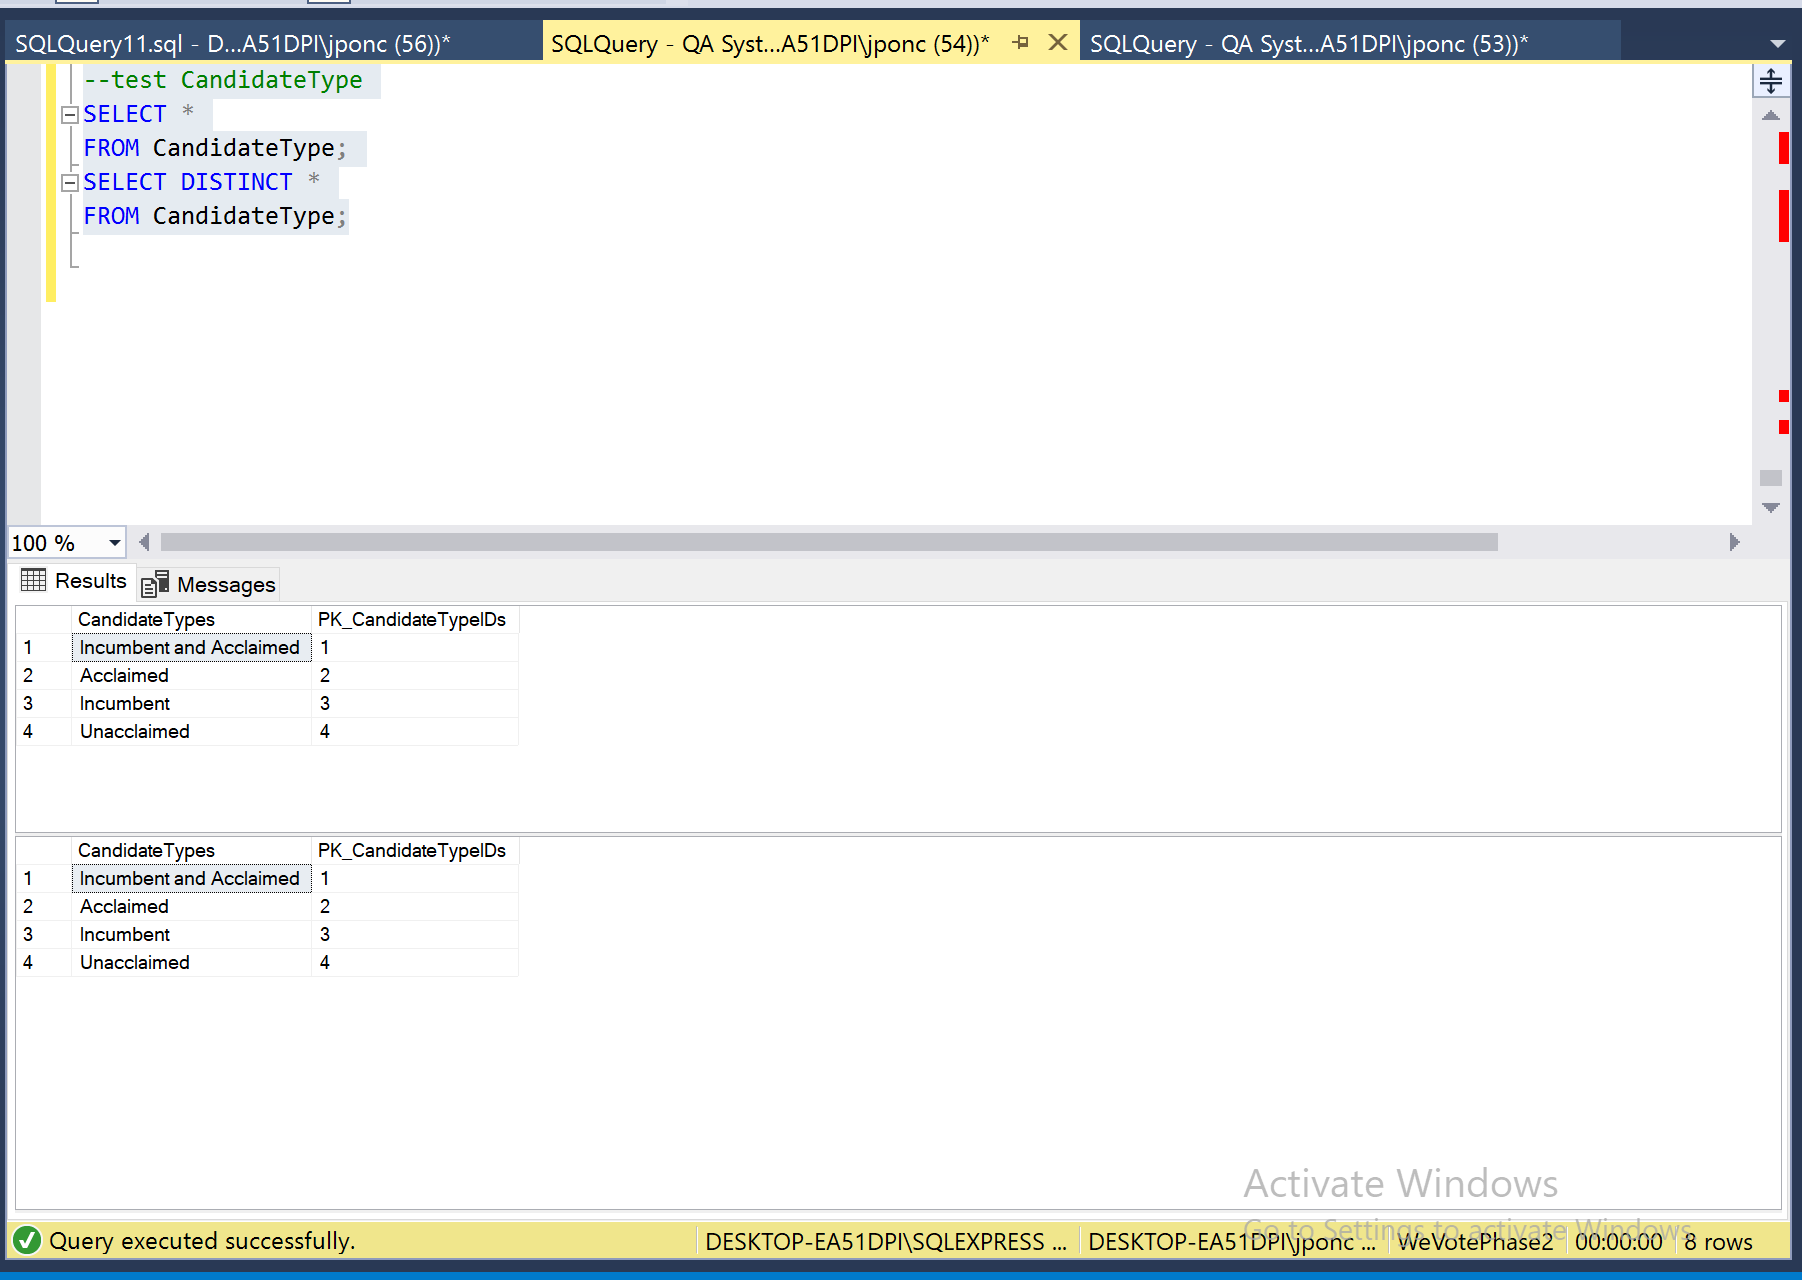 SQLQuery11.sql - D...A51DPI\jponc (56))*
SQLQuery - QA Syst...A51DPI\jponc (54))*
SQLQuery - QA Syst...A51DPI\jponc (53))*
--test CandidateType
SELECT *
FROM CandidateType;
SELECT DISTINCT *
FROM CandidateType;
100 %
Results
Messages
CandidateTypes PK_CandidateTypeIDs
1 Incumbent and Acclaimed 1
2 Acclaimed 2
3 Incumbent 3
4 Unacclaimed 4
CandidateTypes PK_CandidateTypeIDs
1 Incumbent and Acclaimed 1
2 Acclaimed 2
3 Incumbent 3
4 Unacclaimed 4
Activate Windows
Go to Settings to activate Windows.
Query executed successfully.
DESKTOP-EA51DPI\SQLEXPRESS ...
DESKTOP-EA51DPI\jponc ...
WeVotePhase2
00:00:00
8 rows